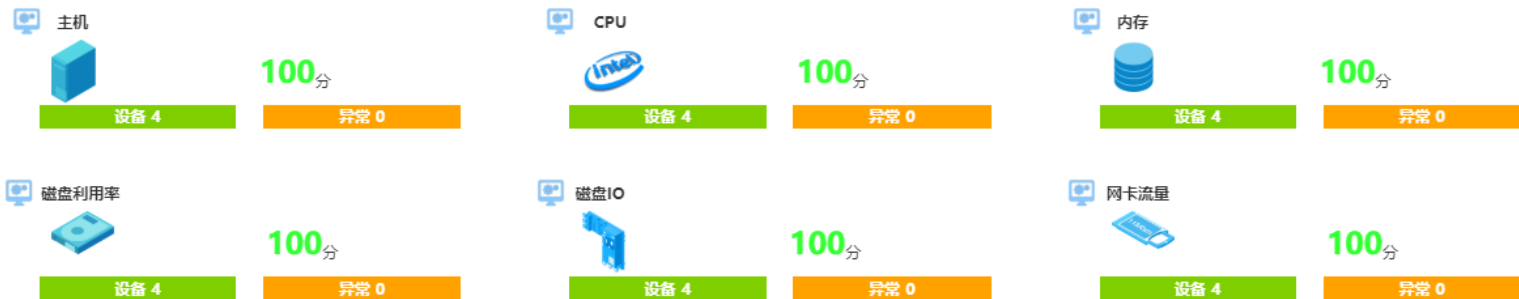 主机
CPU
内存
intel
100分
100分
100分
设备 4
异常 0
设备 4
异常 0
设备 4
异常 0
磁盘利用率
磁盘IO
网卡流量
100分
100分
100分
设备 4
异常 0
设备 4
异常 0
设备 4
异常 0